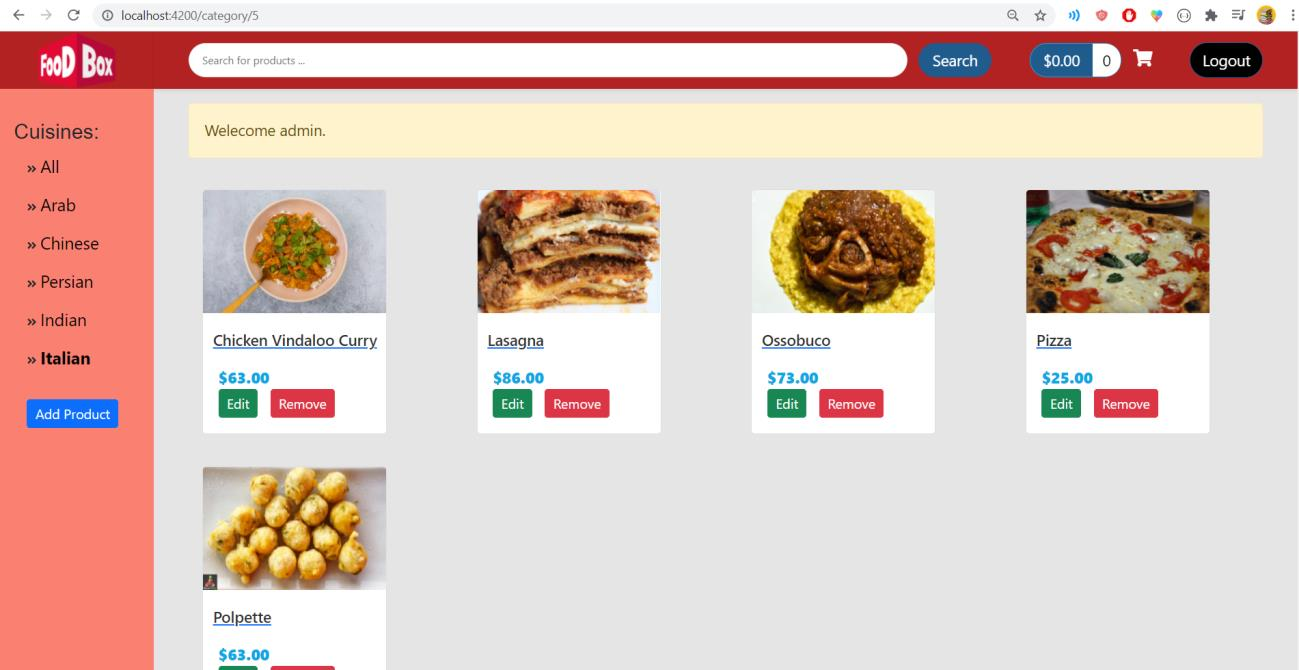 localhost:4200/category/5
FooD Box
Search for products ...
Search
$0.00
0
Logout
Cuisines:
» All
» Arab
» Chinese
» Persian
» Indian
» Italian
Add Product
Welecome admin.
Chicken Vindaloo Curry
$63.00
Edit Remove
Lasagna
$86.00
Edit Remove
Ossobuco
$73.00
Edit Remove
Pizza
$25.00
Edit Remove
Polpette
$63.00